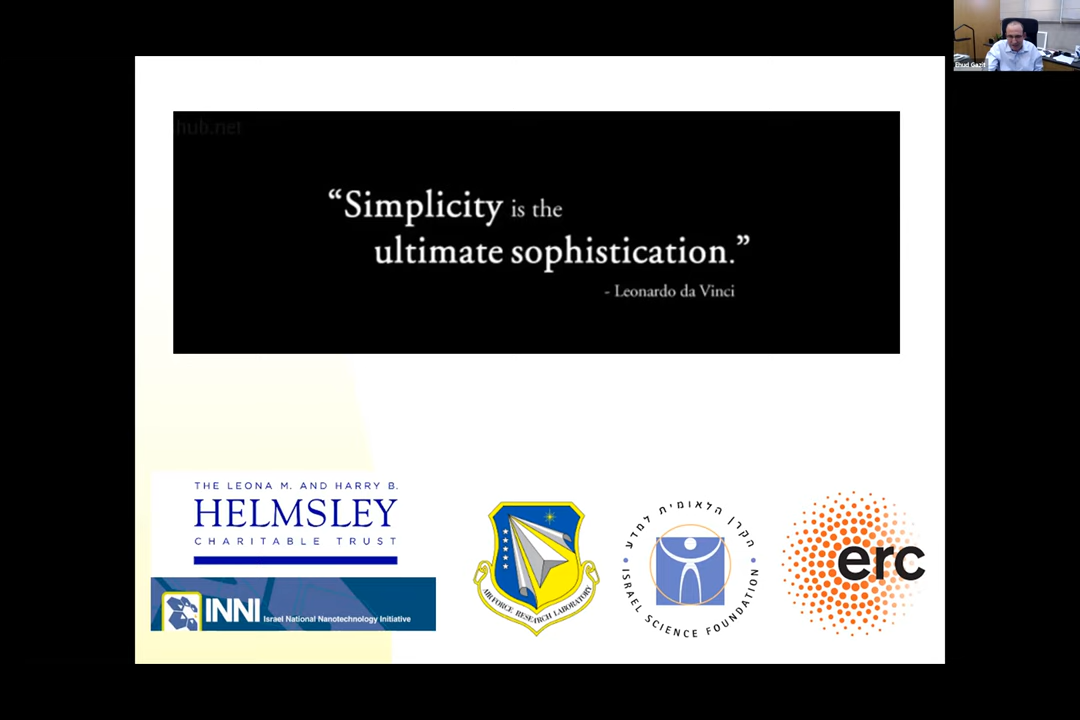 Ehud Gazit
hub.net
“Simplicity is the
ultimate sophistication.”
- Leonardo da Vinci
THE LEONA M. AND HARRY B.
HELMSLEY
CHARITABLE TRUST
INNI Israel National Nanotechnology Initiative
AIR FORCE RESEARCH LABORATORY
הקרן הלאומית למדע
ISRAEL SCIENCE FOUNDATION
erc